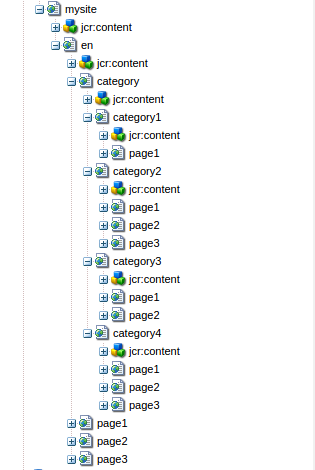 mysite
jcr:content
en
jcr:content
category
jcr:content
category1
jcr:content
page1
category2
jcr:content
page1
page2
page3
category3
jcr:content
page1
page2
category4
jcr:content
page1
page2
page3
page1
page2
page3